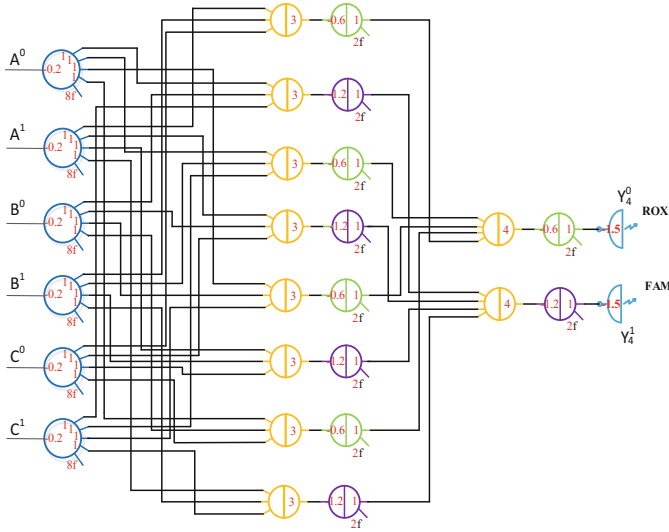 3 -0.6 1
2f
A⁰ -0.2 1 1 1 1
8f
3 -1.2 1
2f
A¹ -0.2 1 1 1 1
8f
3 -0.6 1
2f
B⁰ -0.2 1 1 1 1
8f
3 -1.2 1
2f
Y₄⁰ ROX
4 -0.6 1 -1.5
2f
B¹ -0.2 1 1 1 1
8f
3 -0.6 1
2f
FAM
4 -1.2 1 -1.5
2f
Y₄¹
C⁰ -0.2 1 1 1 1
8f
3 -1.2 1
2f
C¹ -0.2 1 1 1 1
8f
3 -0.6 1
2f
3 -1.2 1
2f